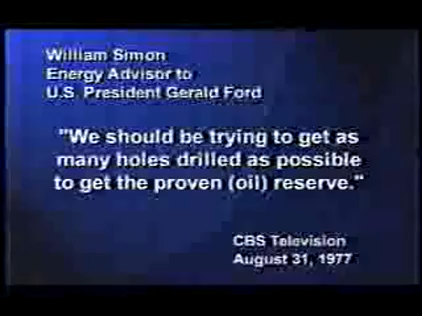 William Simon
Energy Advisor to
U.S. President Gerald Ford
"We should be trying to get as
many holes drilled as possible
to get the proven (oil) reserve."
CBS Television
August 31, 1977